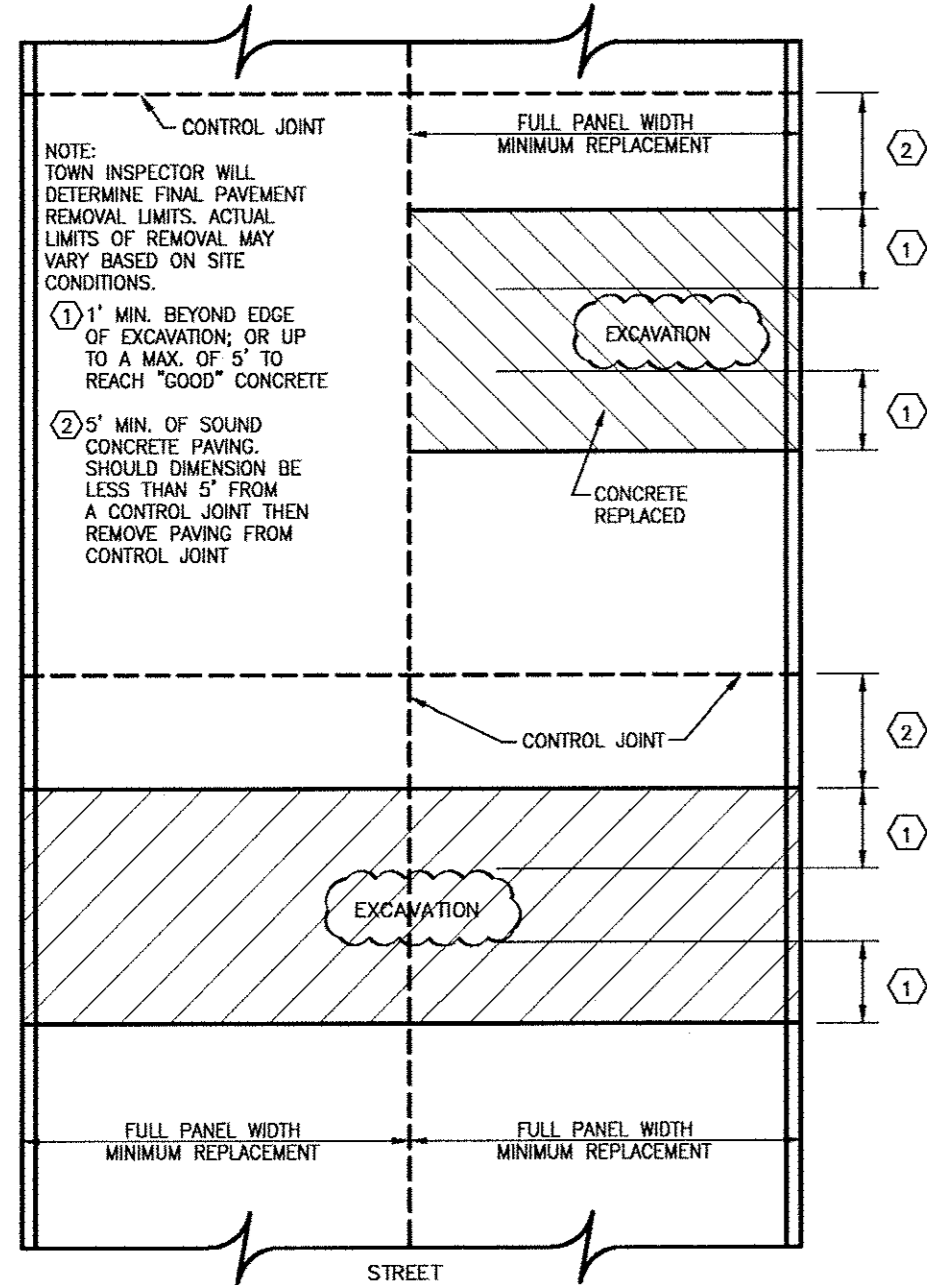 CONTROL JOINT
FULL PANEL WIDTH
MINIMUM REPLACEMENT
2
NOTE:
TOWN INSPECTOR WILL
DETERMINE FINAL PAVEMENT
REMOVAL LIMITS. ACTUAL
LIMITS OF REMOVAL MAY
VARY BASED ON SITE
CONDITIONS.
1 1' MIN. BEYOND EDGE
OF EXCAVATION; OR UP
TO A MAX. OF 5' TO
REACH "GOOD" CONCRETE
2 5' MIN. OF SOUND
CONCRETE PAVING.
SHOULD DIMENSION BE
LESS THAN 5' FROM
A CONTROL JOINT THEN
REMOVE PAVING FROM
CONTROL JOINT
1
EXCAVATION
1
CONCRETE
REPLACED
2
CONTROL JOINT
1
EXCAVATION
1
FULL PANEL WIDTH
MINIMUM REPLACEMENT
FULL PANEL WIDTH
MINIMUM REPLACEMENT
STREET